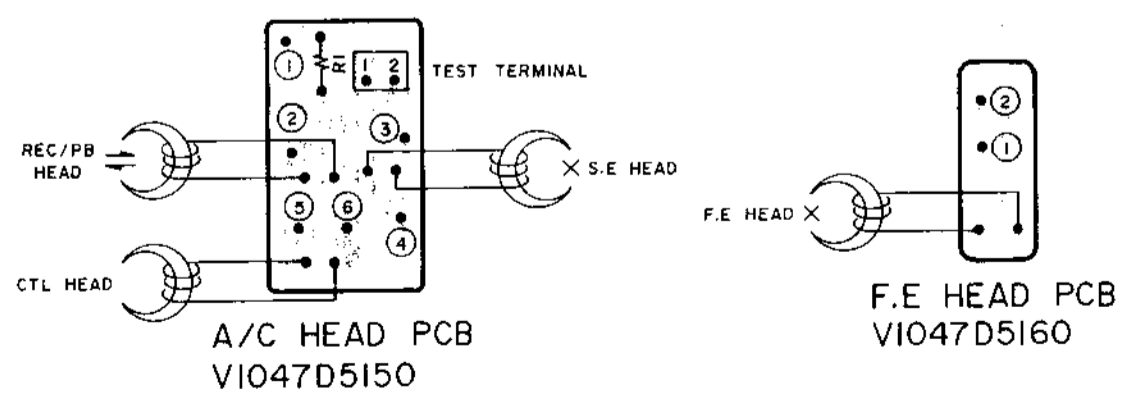 1
R1
1 2
TEST TERMINAL
2
3
REC/PB
HEAD
S.E HEAD
5
6
4
CTL HEAD
A/C HEAD PCB
V1047D5150
2
1
F.E HEAD
F.E HEAD PCB
V1047D5160